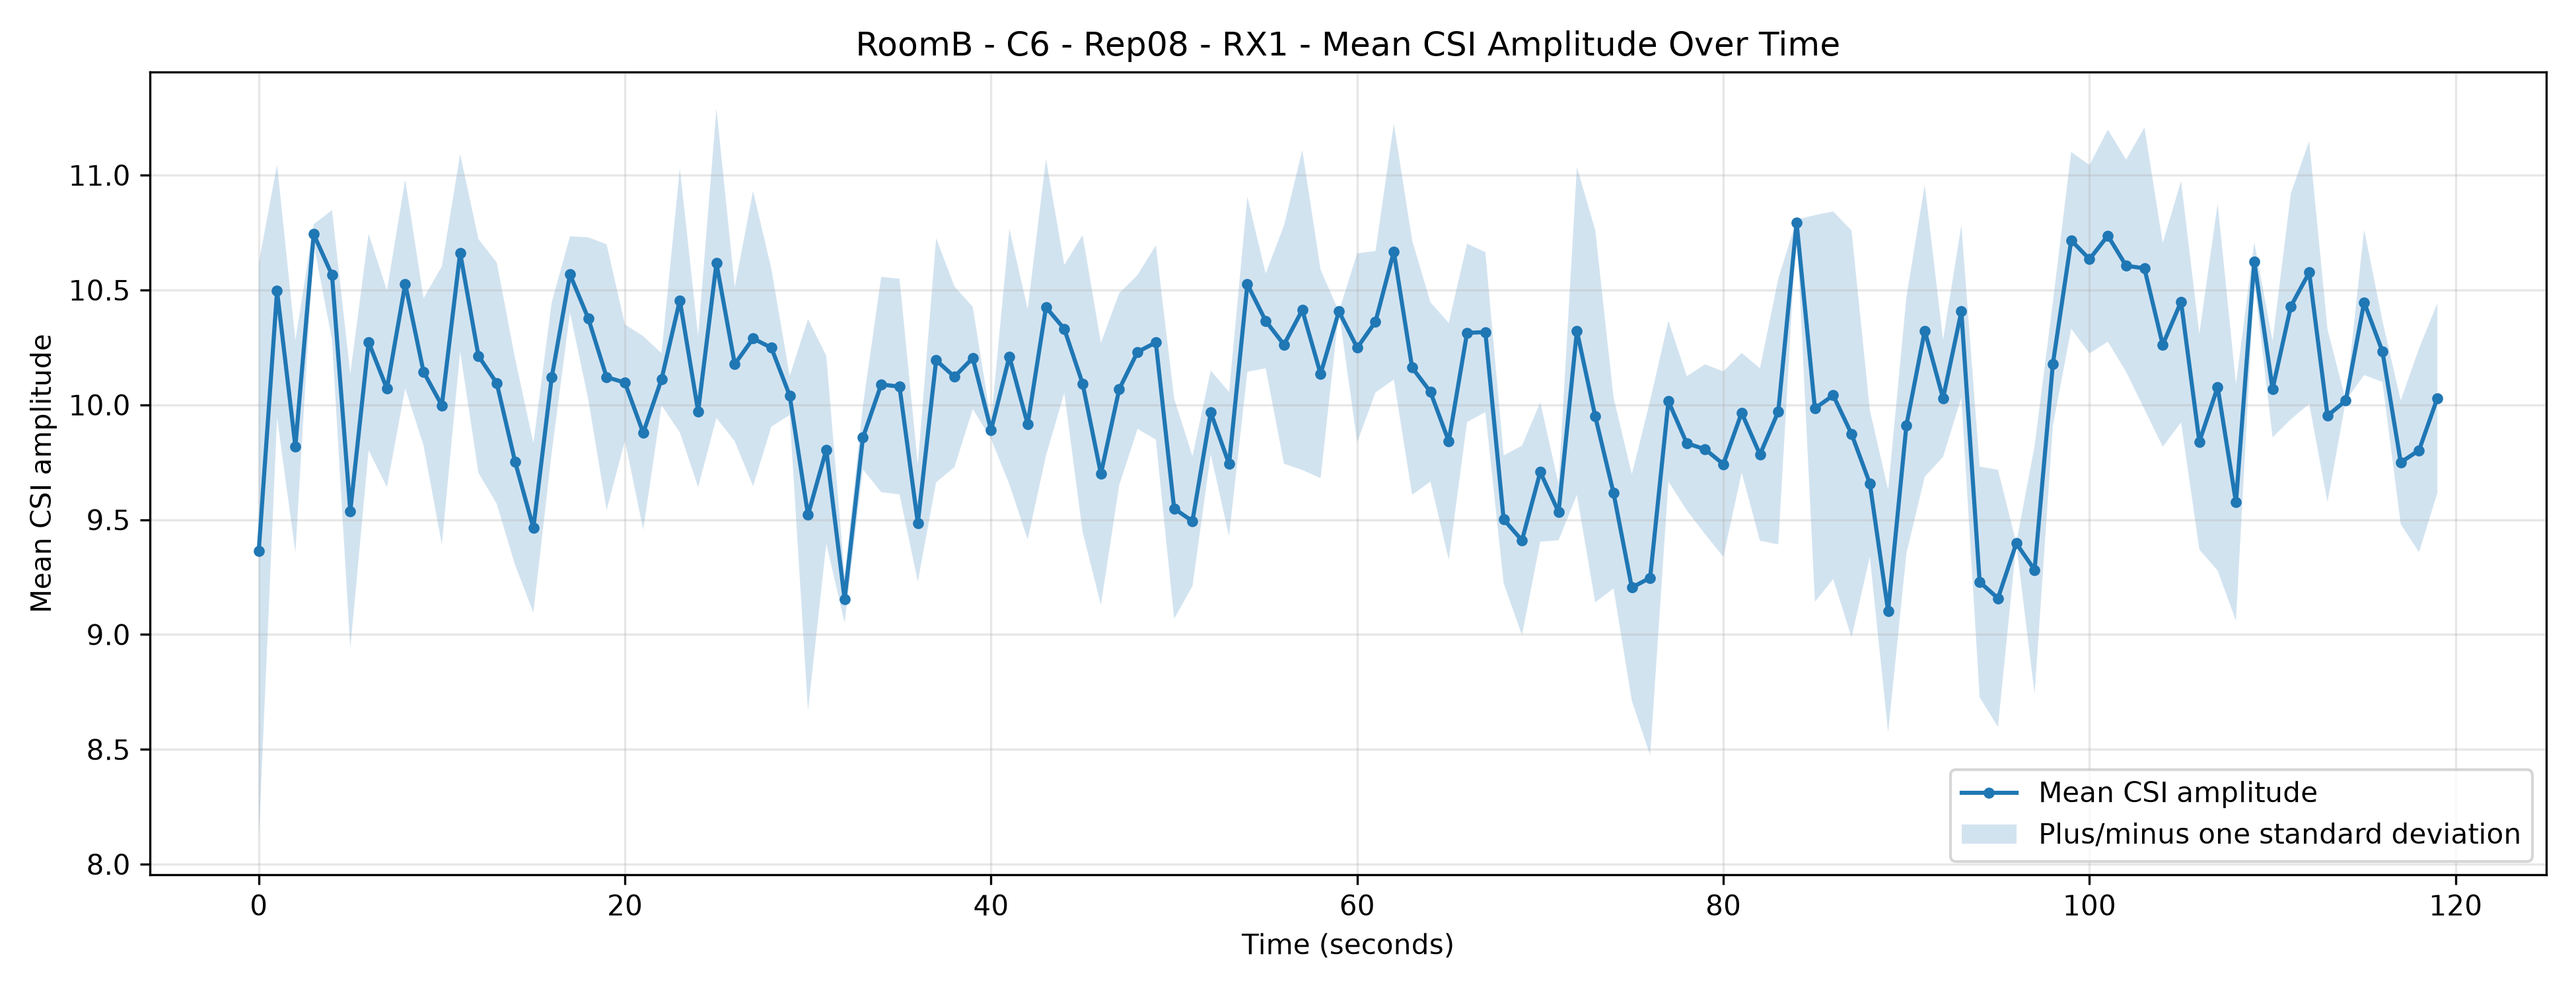 RoomB - C6 - Rep08 - RX1 - Mean CSI Amplitude Over Time
Mean CSI amplitude
11.0
10.5
10.0
9.5
9.0
8.5
8.0
0
20
40
60
80
100
120
Time (seconds)
Mean CSI amplitude
Plus/minus one standard deviation